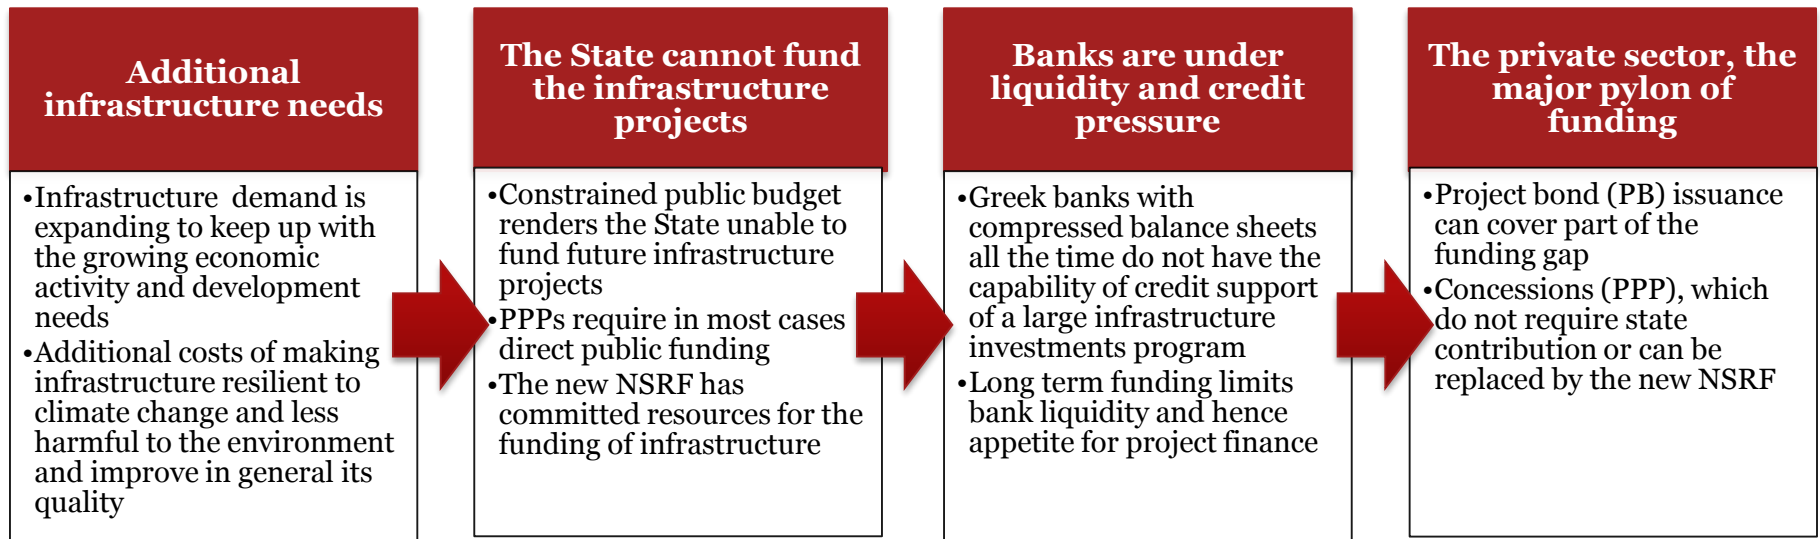 Additional
infrastructure needs
•Infrastructure demand is
expanding to keep up with
the growing economic
activity and development
needs
•Additional costs of making
infrastructure resilient to
climate change and less
harmful to the environment
and improve in general its
quality
The State cannot fund
the infrastructure
projects
•Constrained public budget
renders the State unable to
fund future infrastructure
projects
•PPPs require in most cases
direct public funding
•The new NSRF has
committed resources for the
funding of infrastructure
Banks are under
liquidity and credit
pressure
•Greek banks with
compressed balance sheets
all the time do not have the
capability of credit support
of a large infrastructure
investments program
•Long term funding limits
bank liquidity and hence
appetite for project finance
The private sector, the
major pylon of
funding
•Project bond (PB) issuance
can cover part of the
funding gap
•Concessions (PPP), which
do not require state
contribution or can be
replaced by the new NSRF